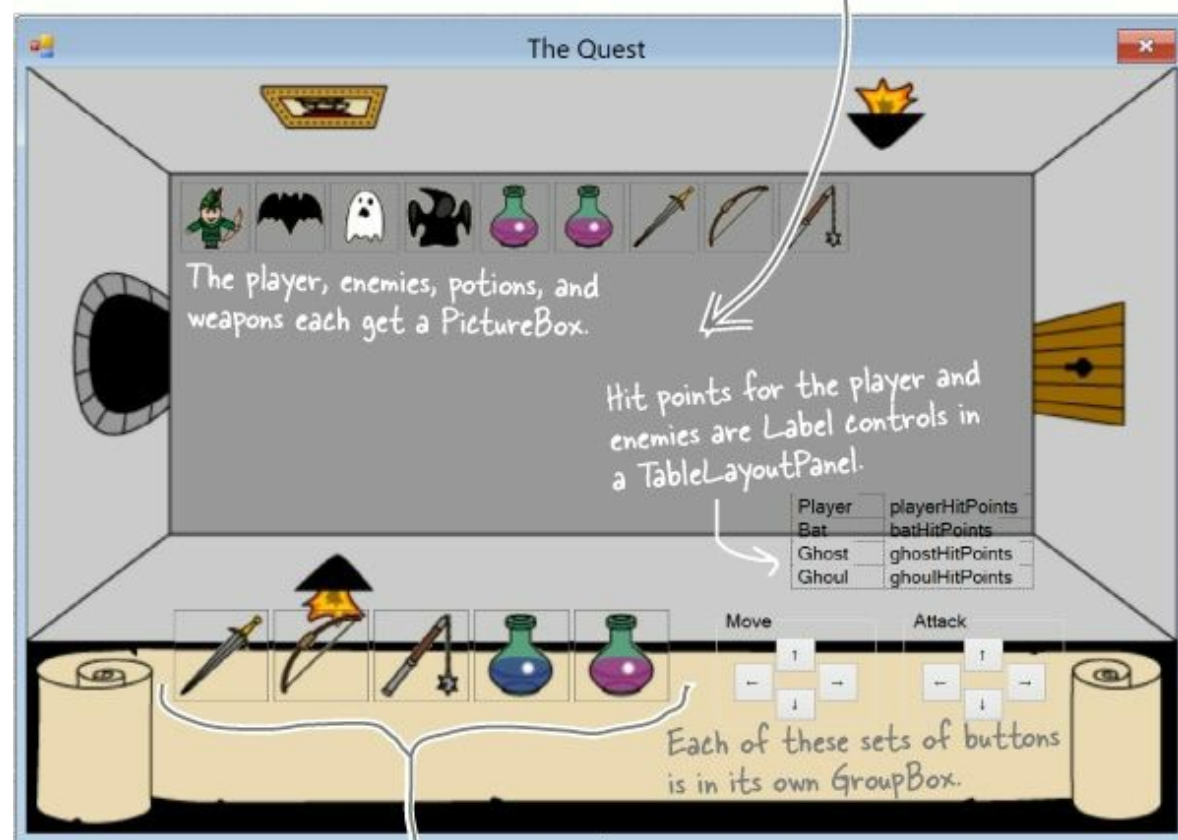 The Quest
The player, enemies, potions, and
weapons each get a PictureBox.
Hit points for the player and
enemies are Label controls in
a TableLayoutPanel.
Player playerHitPoints
Bat batHitPoints
Ghost ghostHitPoints
Ghoul ghoulHitPoints
Move
↑
← →
↓
Attack
↑
← →
↓
Each of these sets of buttons
is in its own GroupBox.